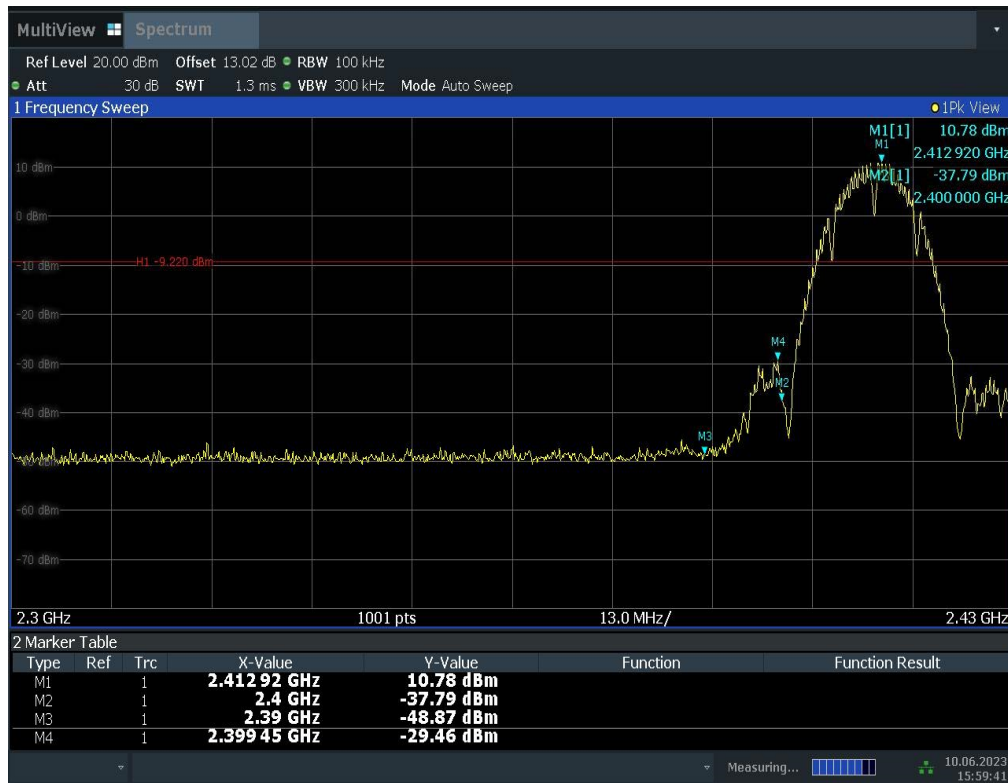 MultiView Spectrum
Ref Level 20.00 dBm Offset 13.02 dB RBW 100 kHz
Att 30 dB SWT 1.3 ms VBW 300 kHz Mode Auto Sweep
1 Frequency Sweep 1Pk View
M1[1] 10.78 dBm
M1
2.412 920 GHz
M2[1] -37.79 dBm
2.400 000 GHz
10 dBm
0 dBm
-10 dBm
H1 -9.220 dBm
-20 dBm
-30 dBm
M4
M2
-40 dBm
M3
-60 dBm
-70 dBm
2.3 GHz 1001 pts 13.0 MHz/ 2.43 GHz
2 Marker Table
Type Ref Trc X-Value Y-Value Function Function Result
M1 1 2.412 92 GHz 10.78 dBm
M2 1 2.4 GHz -37.79 dBm
M3 1 2.39 GHz -48.87 dBm
M4 1 2.399 45 GHz -29.46 dBm
Measuring... 10.06.2023
15:59:41